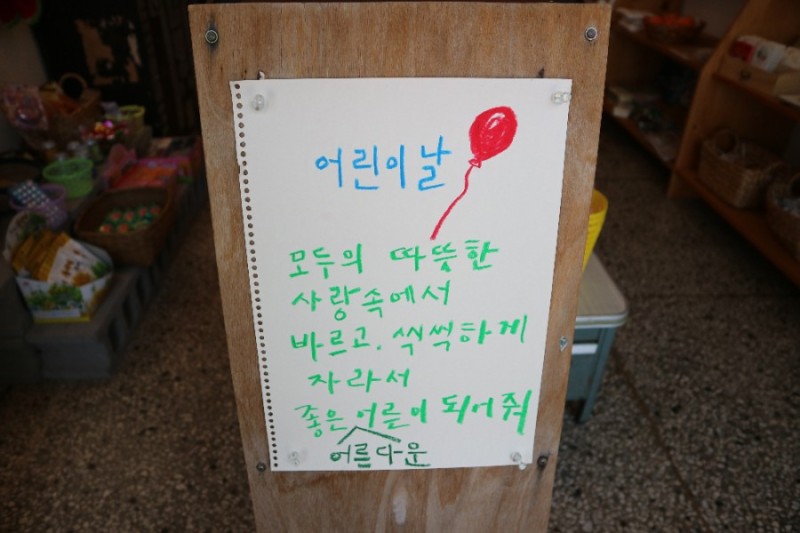 어린이날
모두의 따뜻한
사랑속에서
바르고. 씩씩하게
자라서
좋은 어른이 되어줘
어른다운